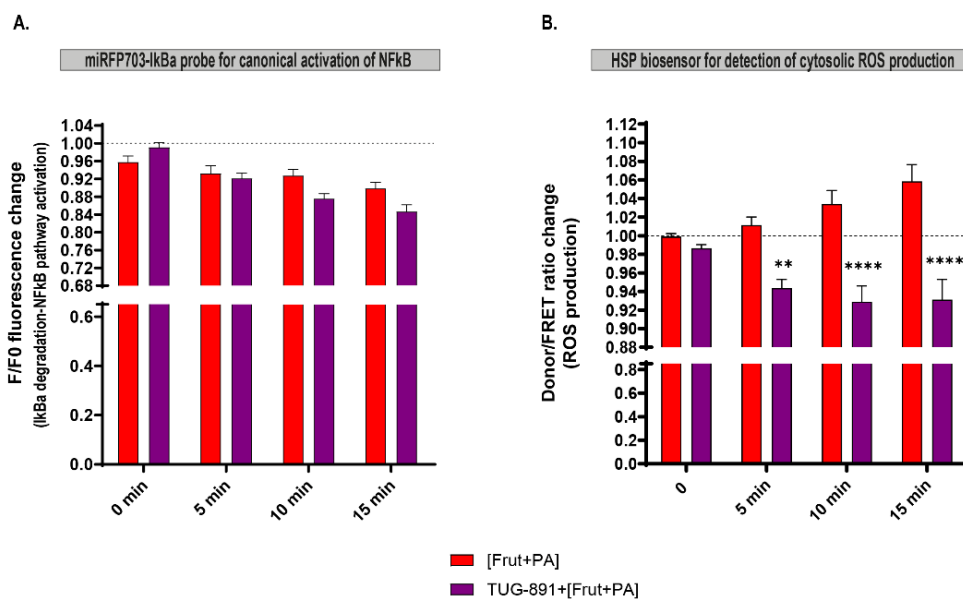 A.
miRFP703-IkBa probe for canonical activation of NFkB
F/F0 fluorescence change
(IkBa degradation-NFkB pathway activation)
1.04
1.00
0.96
0.92
0.88
0.84
0.80
0.76
0.72
0.68
0.6
0.4
0.2
0.0
0 min
5 min
10 min
15 min
B.
HSP biosensor for detection of cytosolic ROS production
Donor/FRET ratio change
(ROS production)
1.12
1.10
1.08
1.06
1.04
1.02
1.00
0.98
0.96
0.94
0.92
0.90
0.88
0.8
0.6
0.4
0.2
0.0
**
****
****
0
5 min
10 min
15 min
[Frut+PA]
TUG-891+[Frut+PA]